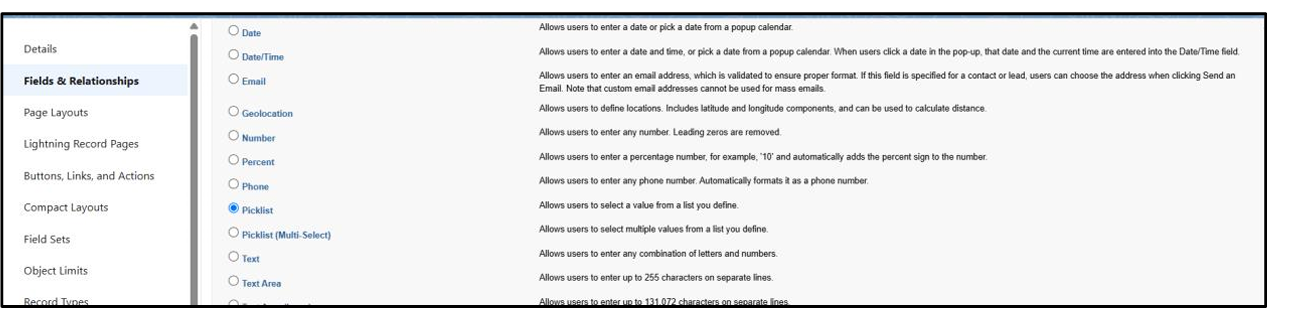 Details
Fields & Relationships
Page Layouts
Lightning Record Pages
Buttons, Links, and Actions
Compact Layouts
Field Sets
Object Limits
Record Types
Date Allows users to enter a date or pick a date from a popup calendar.
Date/Time Allows users to enter a date and time, or pick a date from a popup calendar. When users click a date in the pop-up, that date and the current time are entered into the Date/Time field.
Email Allows users to enter an email address, which is validated to ensure proper format. If this field is specified for a contact or lead, users can choose the address when clicking Send an
Email. Note that custom email addresses cannot be used for mass emails.
Geolocation Allows users to define locations. Includes latitude and longitude components, and can be used to calculate distance.
Number Allows users to enter any number. Leading zeros are removed.
Percent Allows users to enter a percentage number, for example, '10' and automatically adds the percent sign to the number.
Phone Allows users to enter any phone number. Automatically formats it as a phone number.
Picklist Allows users to select a value from a list you define.
Picklist (Multi-Select) Allows users to select multiple values from a list you define.
Text Allows users to enter any combination of letters and numbers.
Text Area Allows users to enter up to 255 characters on separate lines.
Allows users to enter up to 131,072 characters on separate lines.